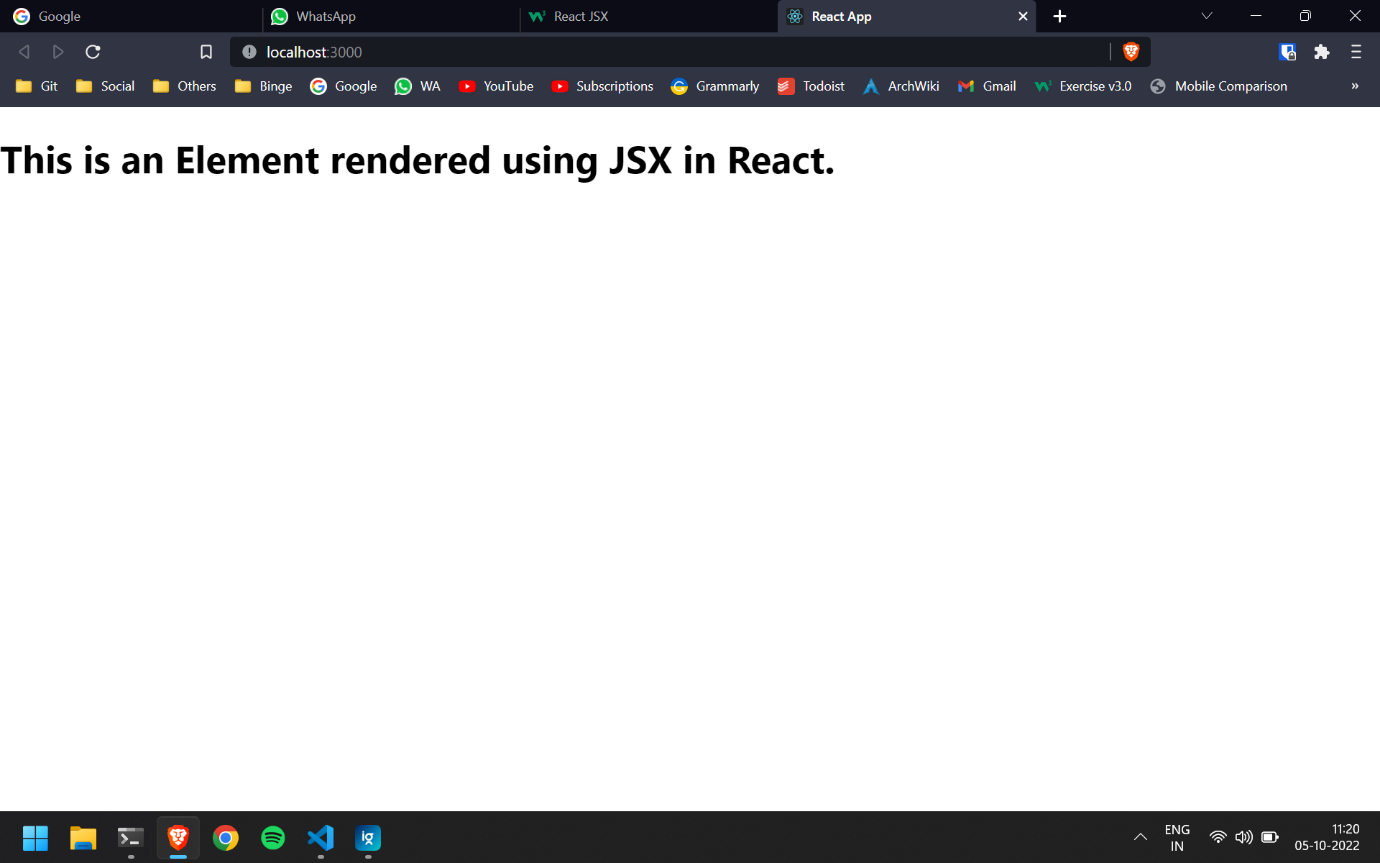 Google WhatsApp React JSX React App
localhost:3000
Git Social Others Binge Google WA YouTube Subscriptions Grammarly Todoist ArchWiki Gmail Exercise v3.0 Mobile Comparison »
This is an Element rendered using JSX in React.
ig
ENG 11:20
IN 05-10-2022